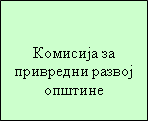 Комисија за
привредни развој
општине